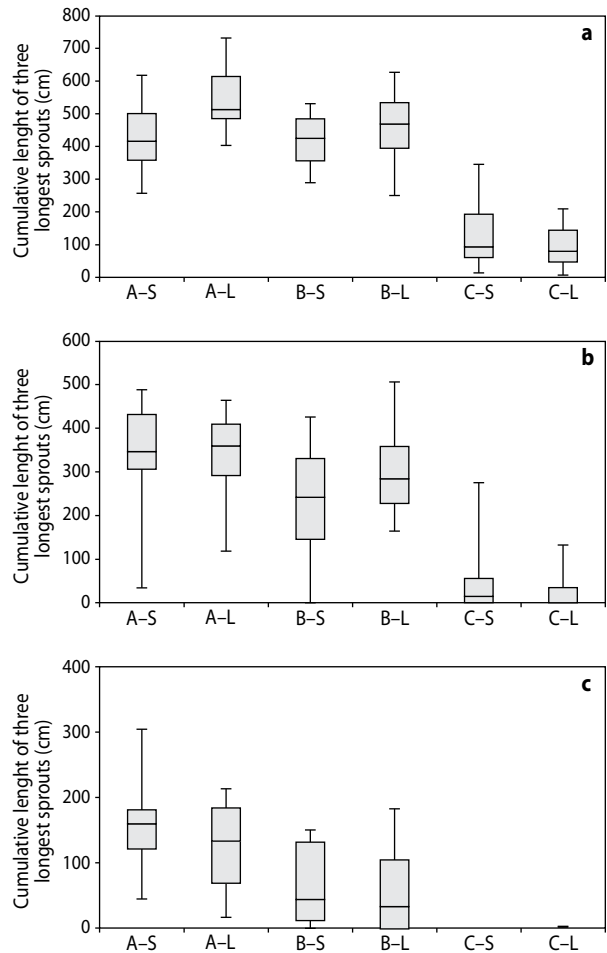 Cumulative lenght of three
longest sprouts (cm)
800
700
600
500
400
300
200
100
0
a
A–S A–L B–S B–L C–S C–L
Cumulative lenght of three
longest sprouts (cm)
600
500
400
300
200
100
0
b
A–S A–L B–S B–L C–S C–L
Cumulative lenght of three
longest sprouts (cm)
400
300
200
100
0
c
A–S A–L B–S B–L C–S C–L